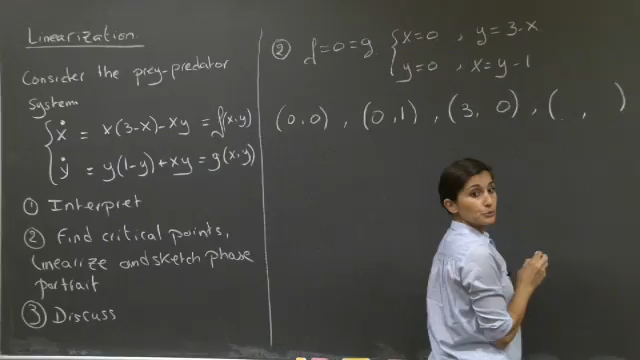 Linearization.
Consider the prey-predator
system
ẋ = x(3-x)-xy = f(x,y)
ẏ = y(1-y)+xy = g(x,y)
① Interpret
② Find critical points,
linearize and sketch phase
portrait
③ Discuss
② f=0=g { x=0 , y=3-x
y=0 , x=y-1
(0,0) , (0,1) , (3, 0) , ( , )